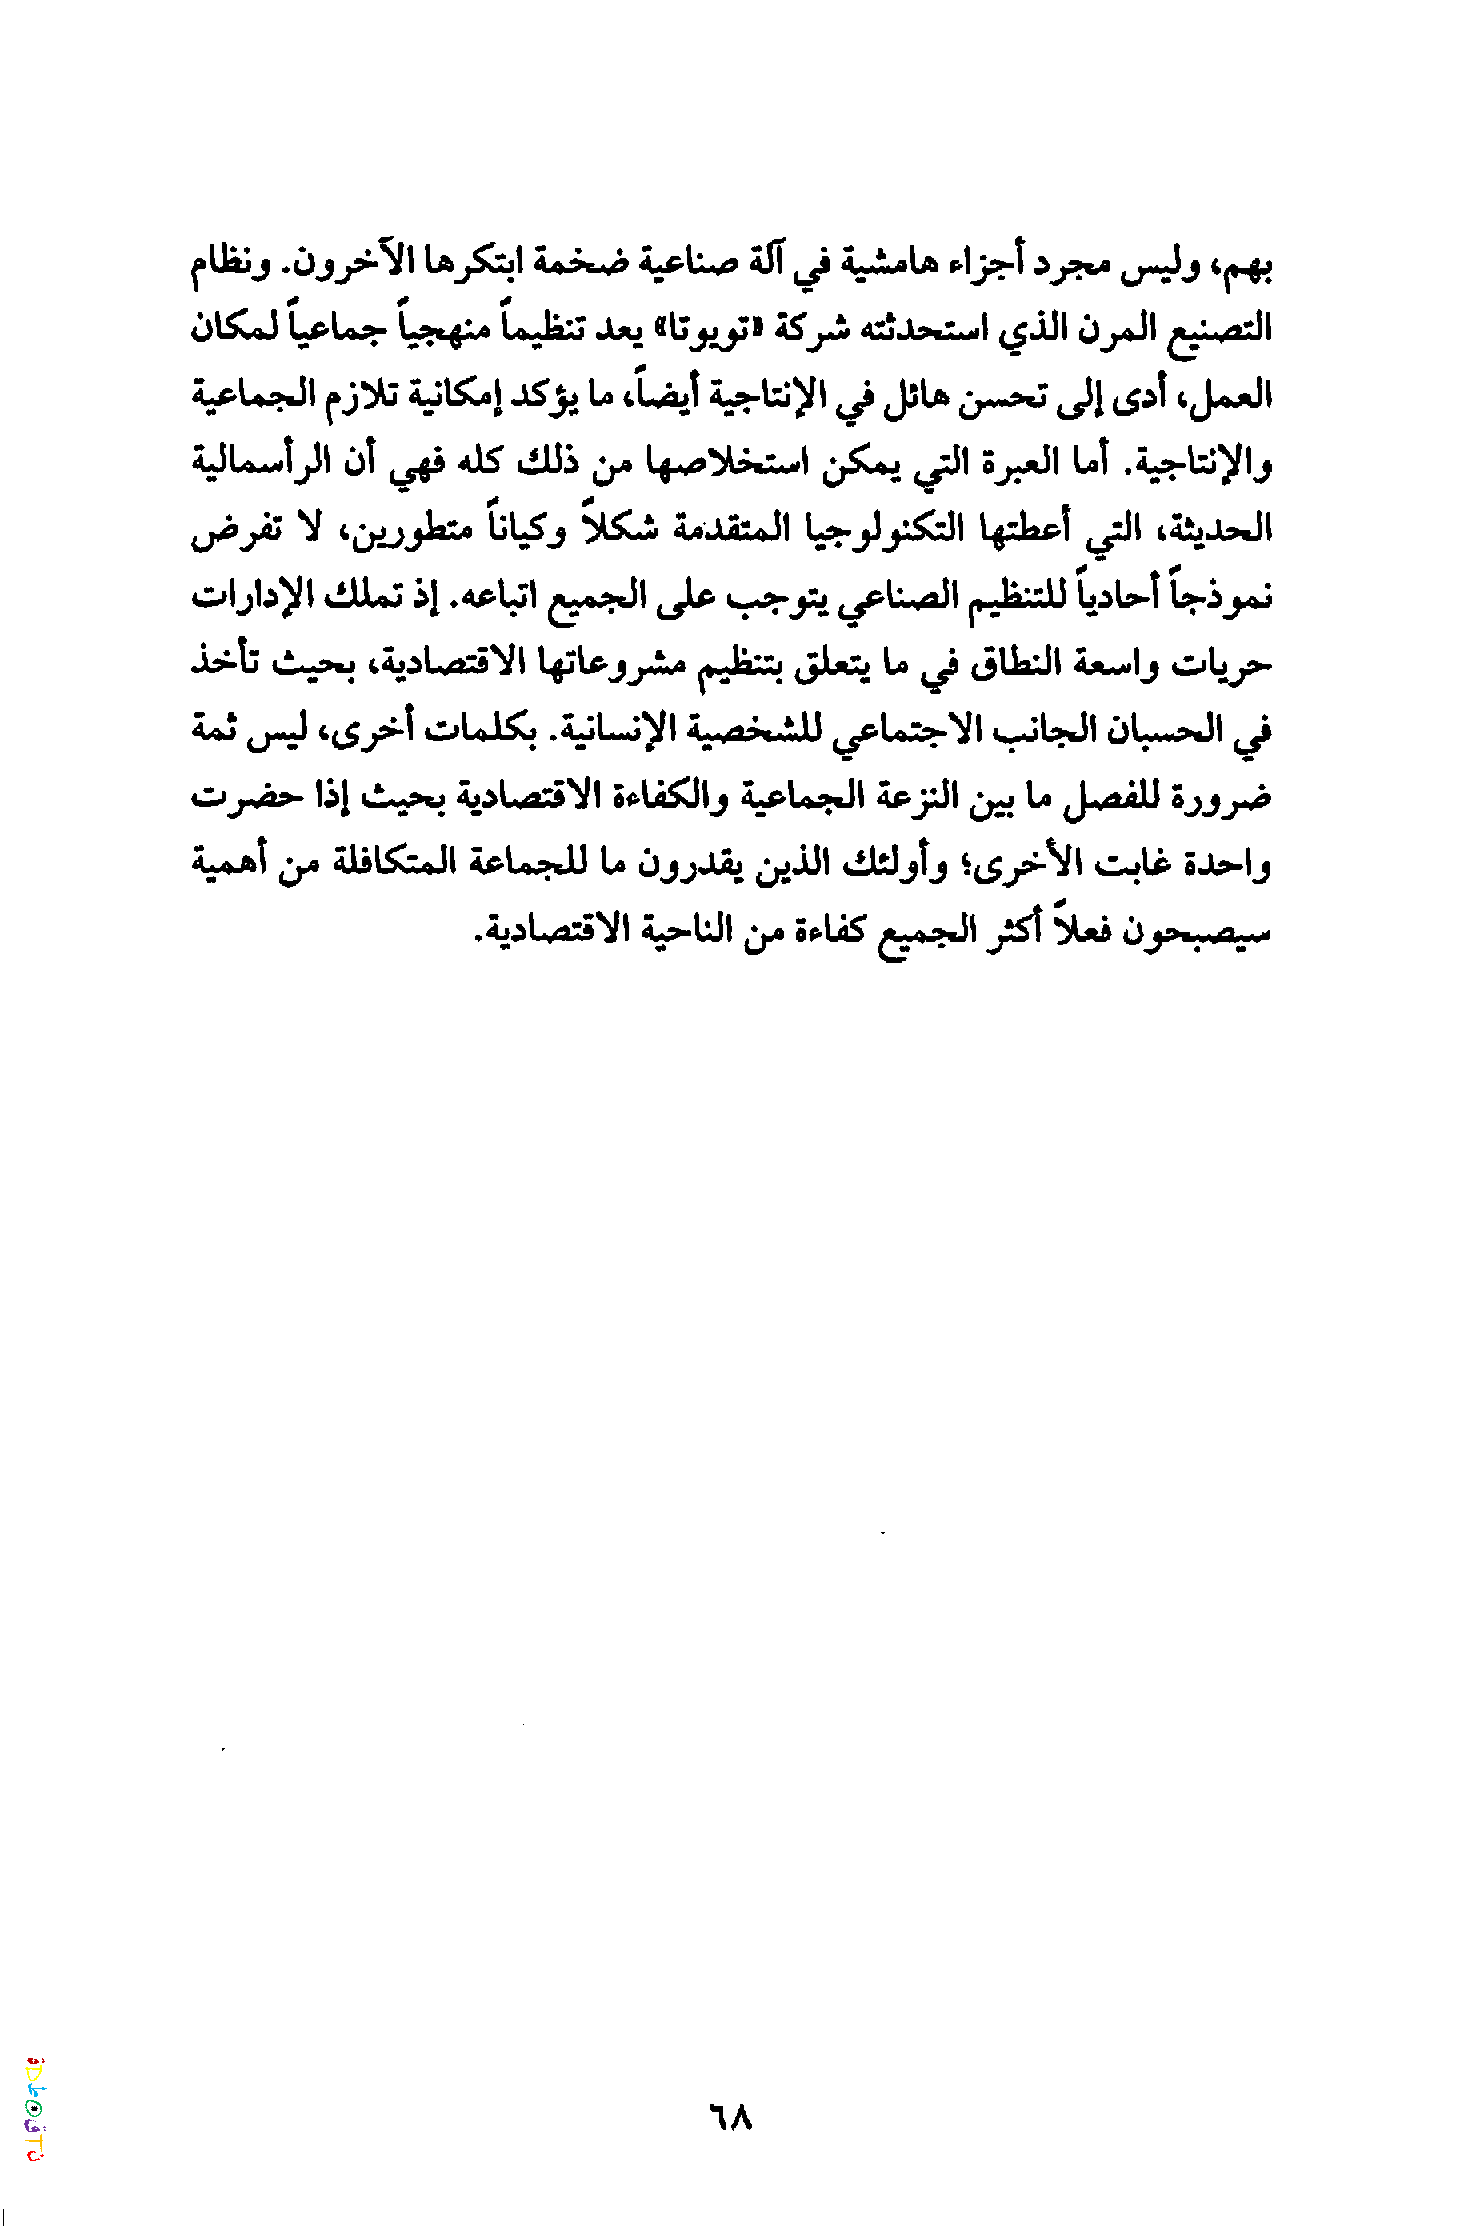 بهم، وليس مجرد أجزاء هامشية في آلة صناعية ضخمة ابتكرها الآخرون. ونظام
التصنيع المرن الذي استحدثته شركة «تويوتا» يعد تنظيماً منهجياً جماعياً لمكان
العمل، أدى إلى تحسن هائل في الإنتاجية أيضاً، ما يؤكد إمكانية تلازم الجماعية
والإنتاجية. أما العبرة التي يمكن استخلاصها من ذلك كله فهي أن الرأسمالية
الحديثة، التي أعطتها التكنولوجيا المتقدمة شكلاً وكياناً متطورين، لا تفرض
نموذجاً أحادياً للتنظيم الصناعي يتوجب على الجميع اتباعه. إذ تملك الإدارات
حريات واسعة النطاق في ما يتعلق بتنظيم مشروعاتها الاقتصادية، بحيث تأخذ
في الحسبان الجانب الاجتماعي للشخصية الإنسانية. بكلمات أخرى، ليس ثمة
ضرورة للفصل ما بين النزعة الجماعية والكفاءة الاقتصادية بحيث إذا حضرت
واحدة غابت الأخرى؛ وأولئك الذين يقدرون ما للجماعة المتكافلة من أهمية
سيصبحون فعلاً أكثر الجميع كفاءة من الناحية الاقتصادية.
٦٨